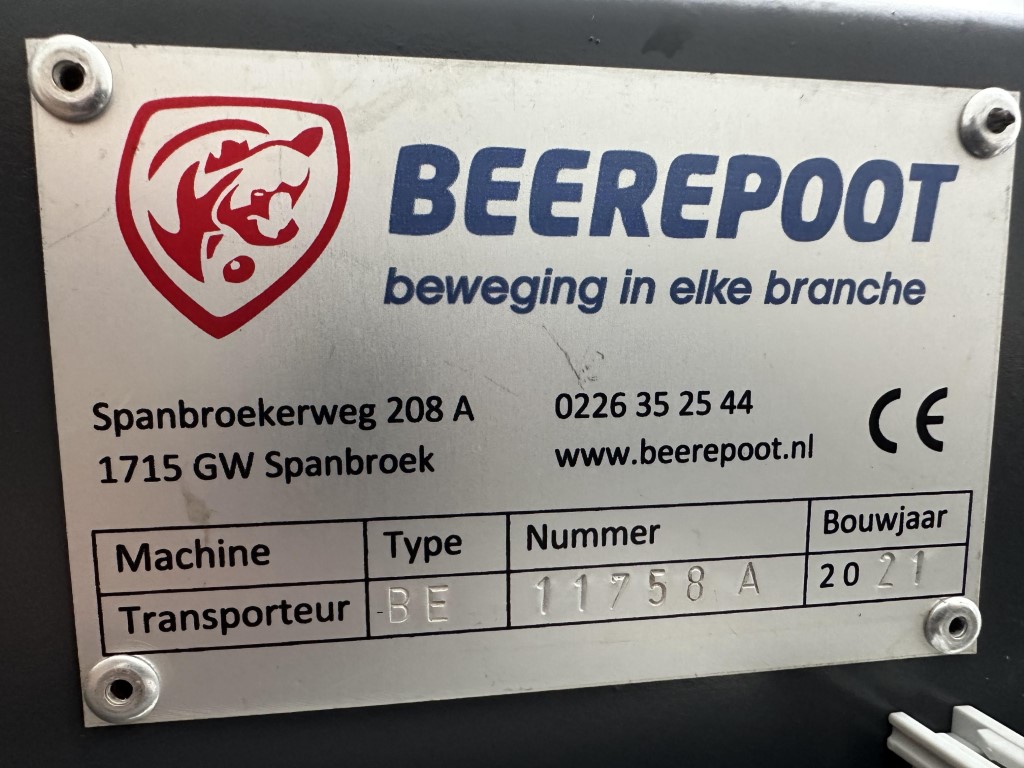 BEEREPOOT
beweging in elke branche
Spanbroekerweg 208 A
1715 GW Spanbroek
0226 35 25 44
www.beerepoot.nl
CE
Machine Type Nummer Bouwjaar
Transporteur BE 11758 A 2021